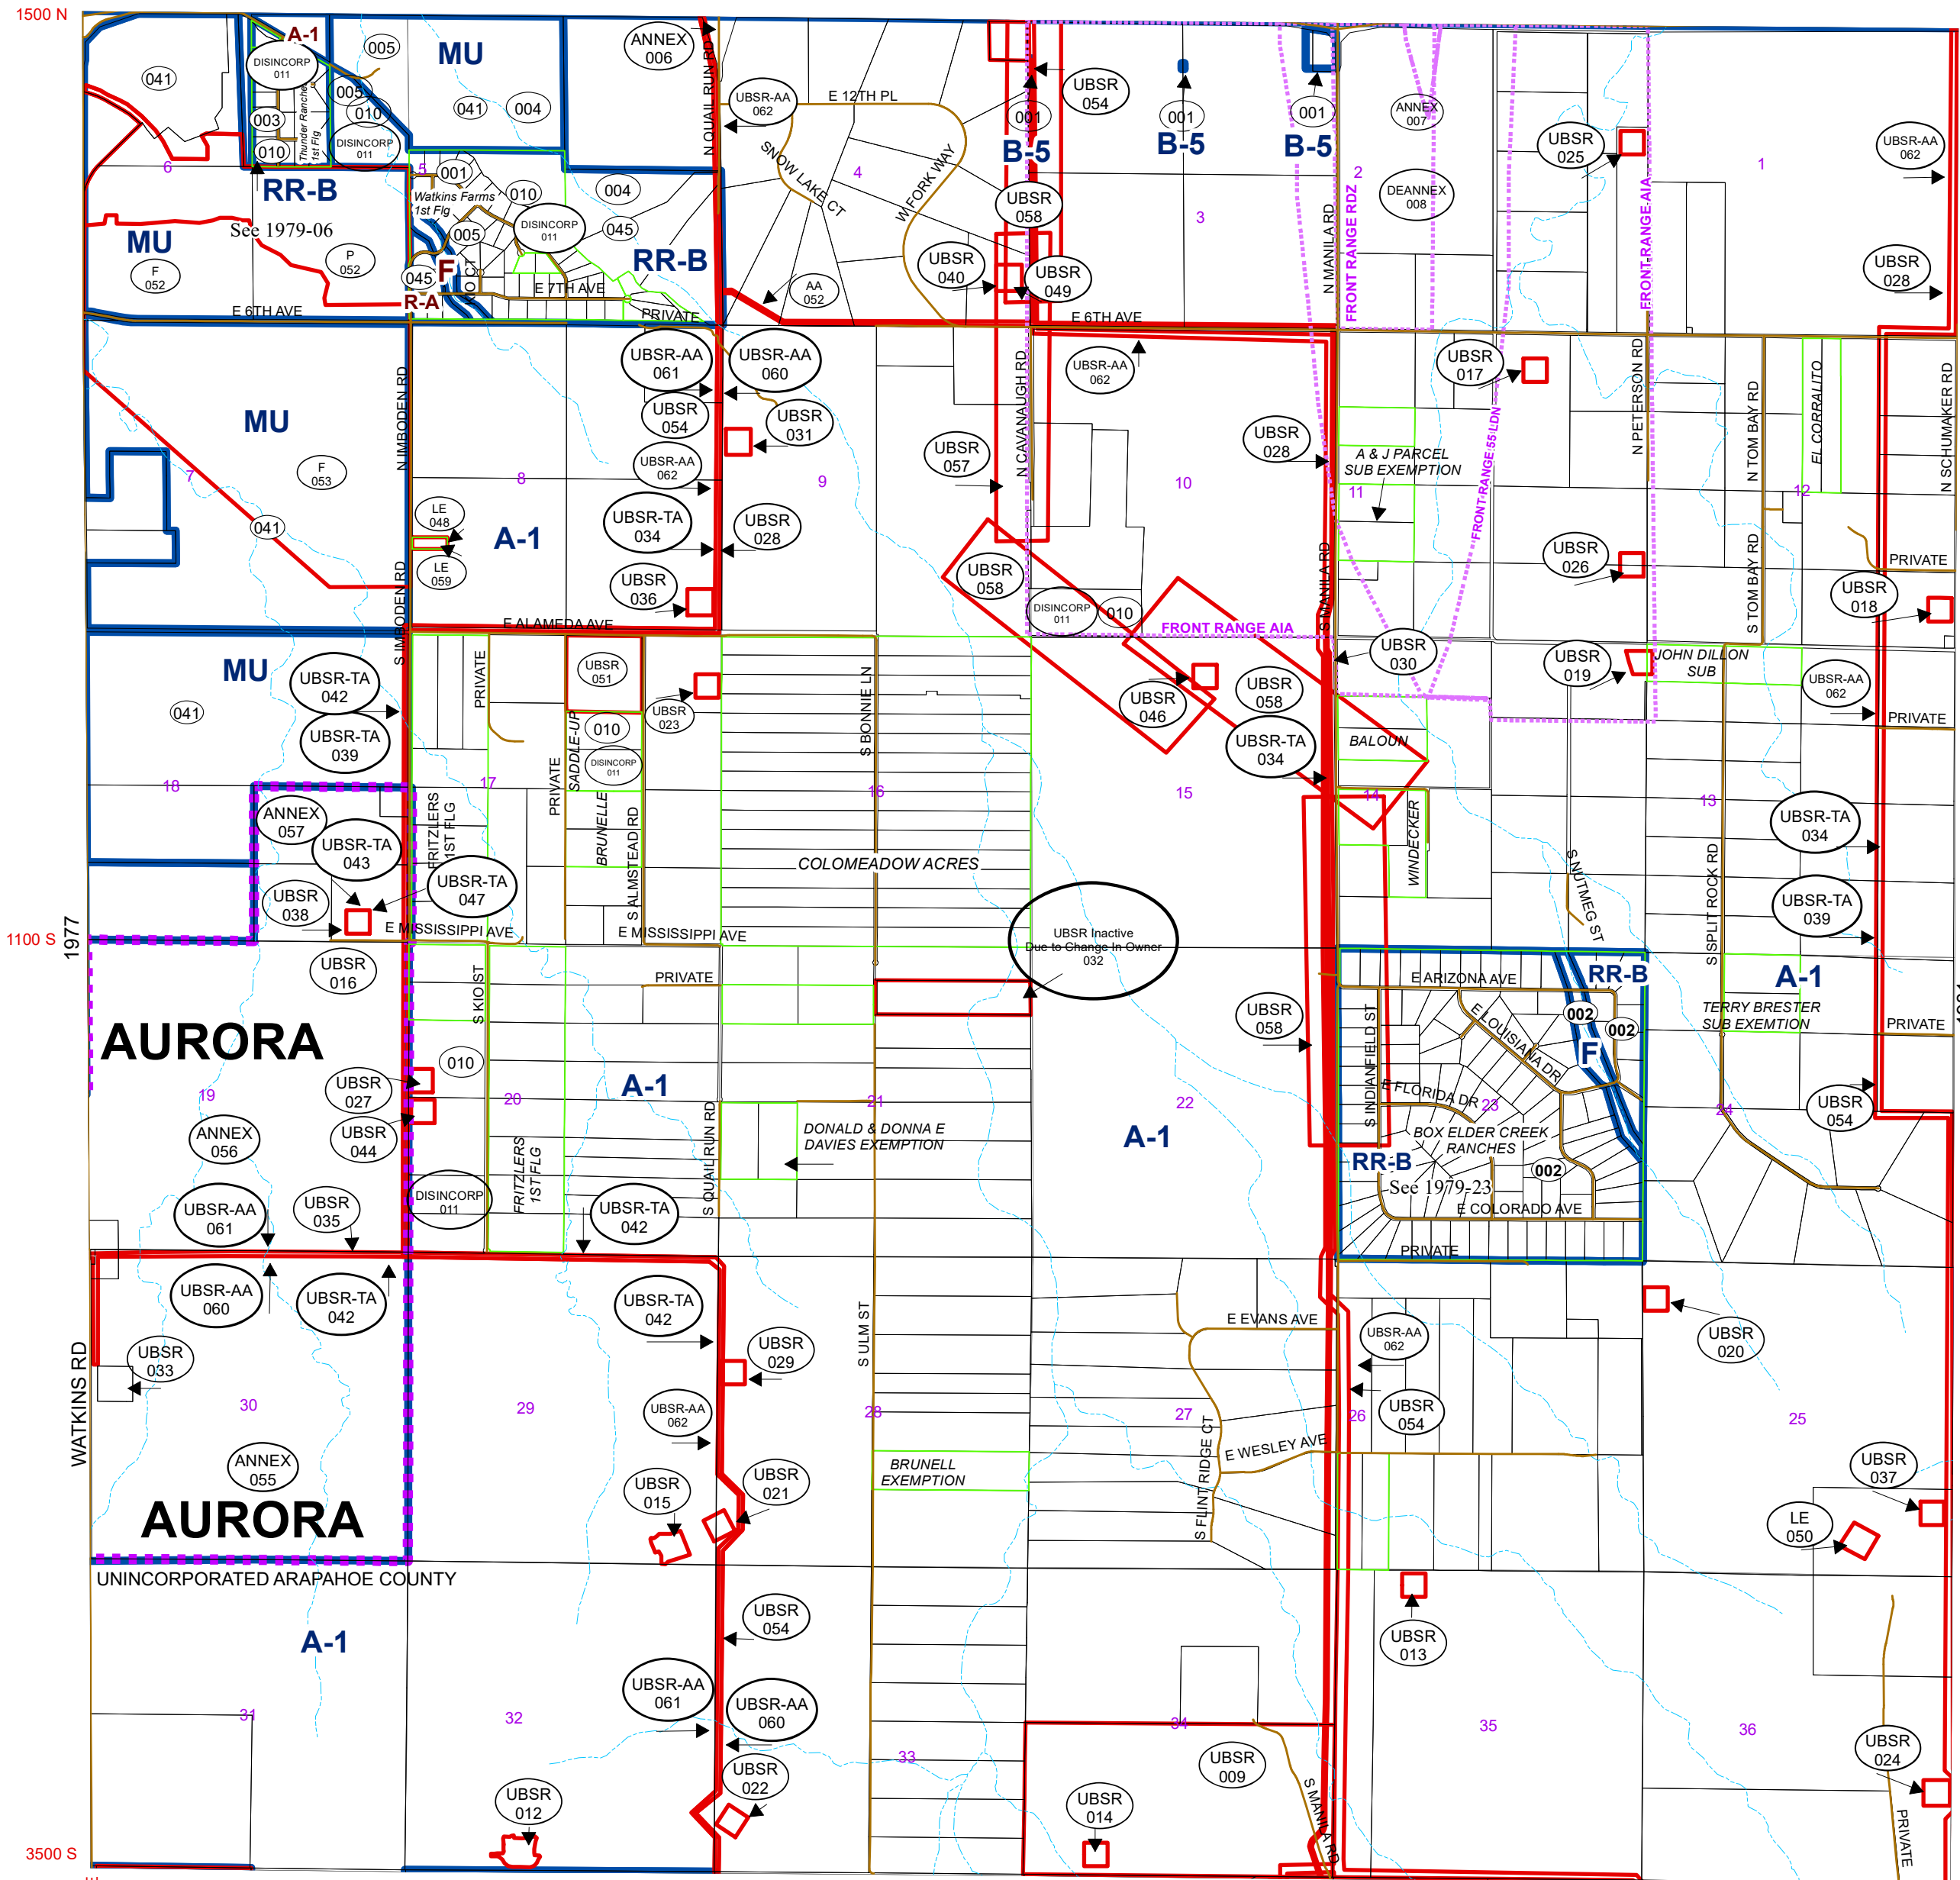 1500 N
A-1
DISINCORP
011
005
MU
ANNEX
006
N QUAIL RUN RD
041
005
003
010
041
004
UBSR-AA
062
E 12TH PL
UBSR
054
001
B-5
001
B-5
001
B-5
ANNEX
007
UBSR
025
UBSR-AA
062
010
Thunder Ranches
1st Flg
DISINCORP
011
6
5
4
3
2
1
RR-B
See 1979-06
MU
F
052
P
052
001
Watkins Farms
1st Flg
010
004
005
DISINCORP
011
045
RR-B
045
F
R-A
KIO CT
E 7TH AVE
PRIVATE
SNOW LAKE CT
W FORK WAY
UBSR
058
UBSR
040
UBSR
049
AA
052
N MANILA RD
FRONT RANGE RDZ
DEANNEX
008
FRONT RANGE AIA
UBSR
028
E 6TH AVE
E 6TH AVE
N IMBODEN RD
UBSR-AA
061
UBSR-AA
060
UBSR
054
UBSR
031
UBSR-AA
062
UBSR-TA
034
UBSR
028
UBSR
036
MU
F
053
041
7
8
A-1
LE
048
LE
059
9
N CAVANAUGH RD
UBSR
057
UBSR-AA
062
UBSR
028
10
UBSR
058
DISINCORP
011
010
FRONT RANGE AIA
UBSR
017
A & J PARCEL
SUB EXEMPTION
11
FRONT RANGE 55 LDN
N PETERSON RD
N TOM BAY RD
EL CORRALITO
N SCHUMAKER RD
12
UBSR
026
PRIVATE
UBSR
018
S TOM BAY RD
S MANILA RD
E ALAMEDA AVE
S IMBODEN RD
MU
UBSR-TA
042
UBSR-TA
039
041
18
PRIVATE
17
UBSR
051
UBSR
023
010
DISINCORP
011
SADDLE-UP
PRIVATE
BRUNELLE
S ALMSTEAD RD
S BONNIE LN
16
COLOMEADOW ACRES
UBSR
046
UBSR
058
UBSR-TA
034
15
UBSR
030
UBSR
019
JOHN DILLON
SUB
UBSR-AA
062
PRIVATE
BALOUN
14
WINDECKER
13
UBSR-TA
034
UBSR-TA
039
S NUTMEG ST
S SPLIT ROCK RD
ANNEX
057
UBSR-TA
043
UBSR-TA
047
UBSR
038
FRITZLERS
1ST FLG
E MISSISSIPPI AVE
E MISSISSIPPI AVE
1977
1100 S
UBSR
016
AURORA
S KIO ST
PRIVATE
UBSR Inactive
Due to Change In Owner
032
UBSR
058
E ARIZONA AVE
RR-B
A-1
TERRY BRESTER
SUB EXEMTION
PRIVATE
002
002
F
E LOUISIANA DR
S INDIANFIELD ST
E FLORIDA DR
23
BOX ELDER CREEK
RANCHES
002
RR-B
See 1979-23
E COLORADO AVE
PRIVATE
UBSR
054
24
010
UBSR
027
19
20
A-1
21
22
A-1
ANNEX
056
UBSR
044
DONALD & DONNA E
DAVIES EXEMPTION
S QUAIL RUN RD
FRITZLERS
1ST FLG
DISINCORP
011
UBSR-AA
061
UBSR
035
UBSR-TA
042
UBSR-AA
060
UBSR-TA
042
UBSR-TA
042
UBSR
033
WATKINS RD
UBSR
029
S ULM ST
E EVANS AVE
UBSR-AA
062
UBSR
020
30
29
UBSR-AA
062
28
27
26
UBSR
054
25
S FLINT RIDGE CT
E WESLEY AVE
ANNEX
055
AURORA
UBSR
015
UBSR
021
BRUNELL
EXEMPTION
UBSR
037
LE
050
UNINCORPORATED ARAPAHOE COUNTY
A-1
UBSR
054
UBSR
013
UBSR-AA
061
UBSR-AA
060
31
32
33
34
35
36
UBSR
022
UBSR
012
UBSR
009
UBSR
014
S MANILA RD
UBSR
024
PRIVATE
3500 S